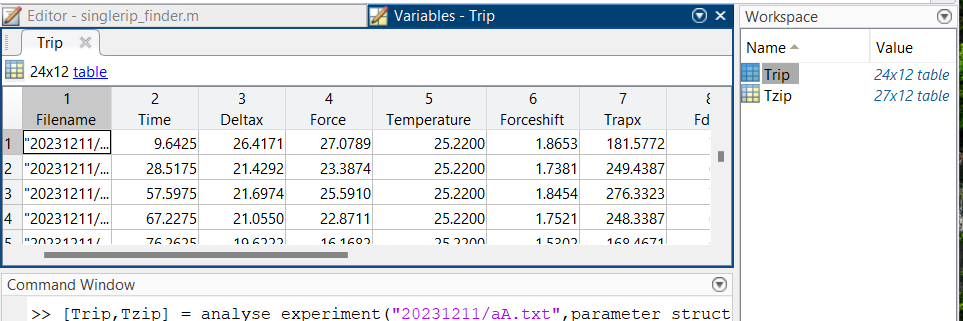 Editor - singlerip_finder.m
Variables - Trip
Trip
24x12 table
1 2 3 4 5 6 7 8
Filename Time Deltax Force Temperature Forceshift Trapx Fd
1 "20231211/... 9.6425 26.4171 27.0789 25.2200 1.8653 181.5772
2 "20231211/... 28.5175 21.4292 23.3874 25.2200 1.7381 249.4387
3 "20231211/... 57.5975 21.6974 25.5910 25.2200 1.8454 276.3323
4 "20231211/... 67.2275 21.0550 22.8711 25.2200 1.7521 248.3387
5 "20231211/... 76.2625 19.6222 16.1682 25.2200 1.5302 168.4671
Command Window
>> [Trip,Tzip] = analyse_experiment("20231211/aA.txt",parameter_struct
Workspace
Name Value
Trip 24x12 table
Tzip 27x12 table